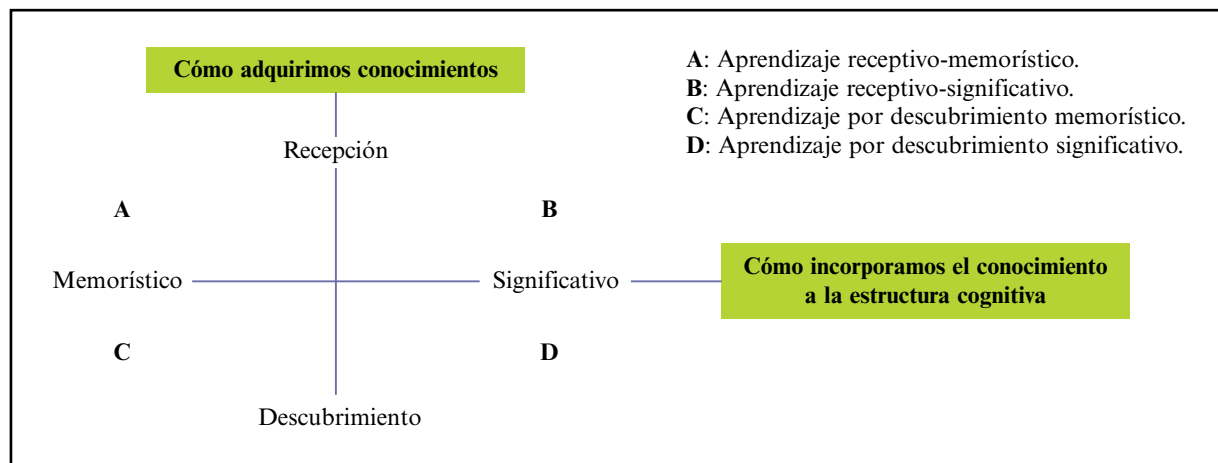 Cómo adquirimos conocimientos
Recepción
A
B
Memorístico
Significativo
Cómo incorporamos el conocimiento
a la estructura cognitiva
C
D
Descubrimiento
A: Aprendizaje receptivo-memorístico.
B: Aprendizaje receptivo-significativo.
C: Aprendizaje por descubrimiento memorístico.
D: Aprendizaje por descubrimiento significativo.